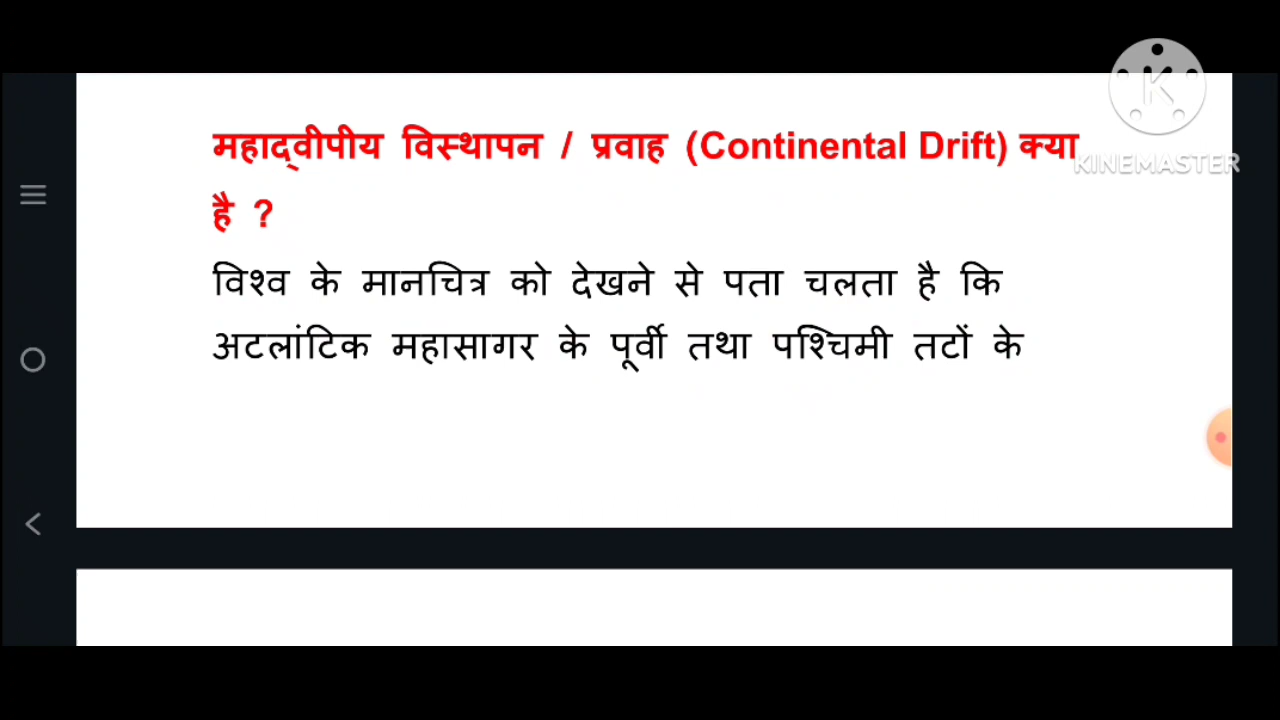 महाद्वीपीय विस्थापन / प्रवाह (Continental Drift) क्या
है ?
विश्व के मानचित्र को देखने से पता चलता है कि
अटलांटिक महासागर के पूर्वी तथा पश्चिमी तटों के
K
KINEMASTER